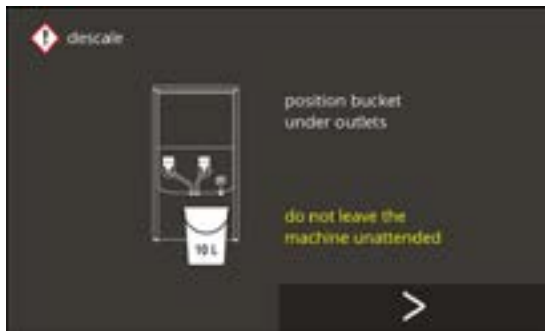 descale
position bucket
under outlets
10 L
do not leave the
machine unattended